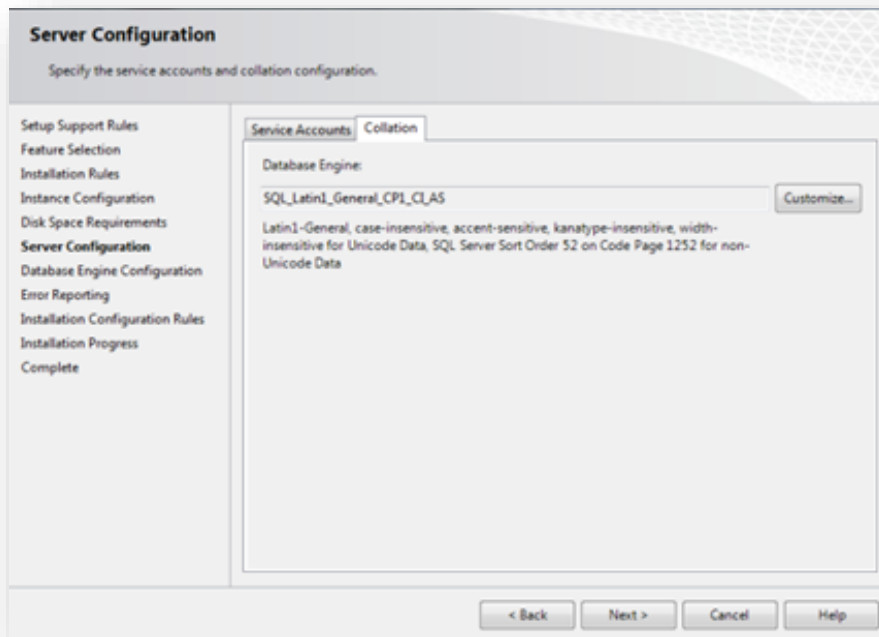 Server Configuration
Specify the service accounts and collation configuration.
Setup Support Rules
Feature Selection
Installation Rules
Instance Configuration
Disk Space Requirements
Server Configuration
Database Engine Configuration
Error Reporting
Installation Configuration Rules
Installation Progress
Complete
Service Accounts Collation
Database Engine:
SQL_Latin1_General_CP1_CI_AS Customize...
Latin1-General, case-insensitive, accent-sensitive, kanatype-insensitive, width-
insensitive for Unicode Data, SQL Server Sort Order 52 on Code Page 1252 for non-
Unicode Data
< Back Next > Cancel Help